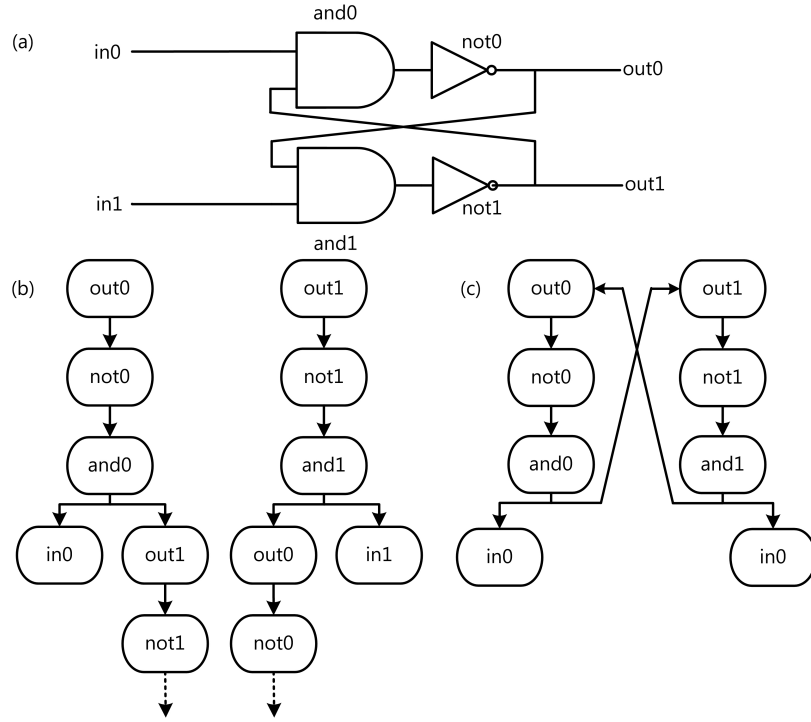 and0
(a)
in0
not0
out0
out1
in1
not1
and1
(b)
out0
out1
(c)
out0
out1
not0
not1
not0
not1
and0
and1
and0
and1
in0
out1
out0
in1
in0
in0
not1
not0